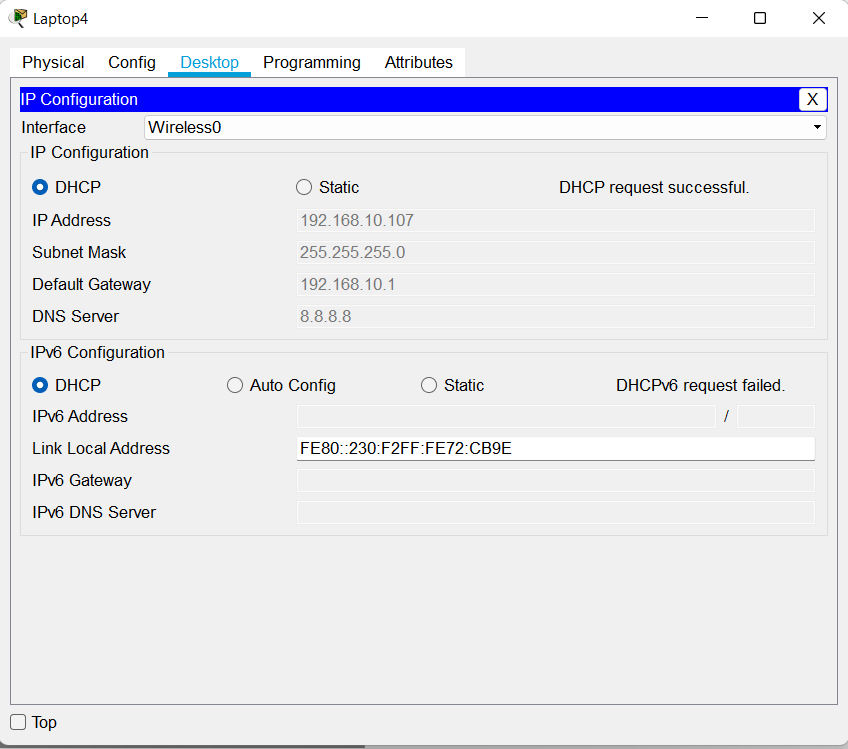 Laptop4
Physical Config Desktop Programming Attributes
IP Configuration X
Interface Wireless0
IP Configuration
DHCP Static DHCP request successful.
IP Address 192.168.10.107
Subnet Mask 255.255.255.0
Default Gateway 192.168.10.1
DNS Server 8.8.8.8
IPv6 Configuration
DHCP Auto Config Static DHCPv6 request failed.
IPv6 Address /
Link Local Address FE80::230:F2FF:FE72:CB9E
IPv6 Gateway
IPv6 DNS Server
Top